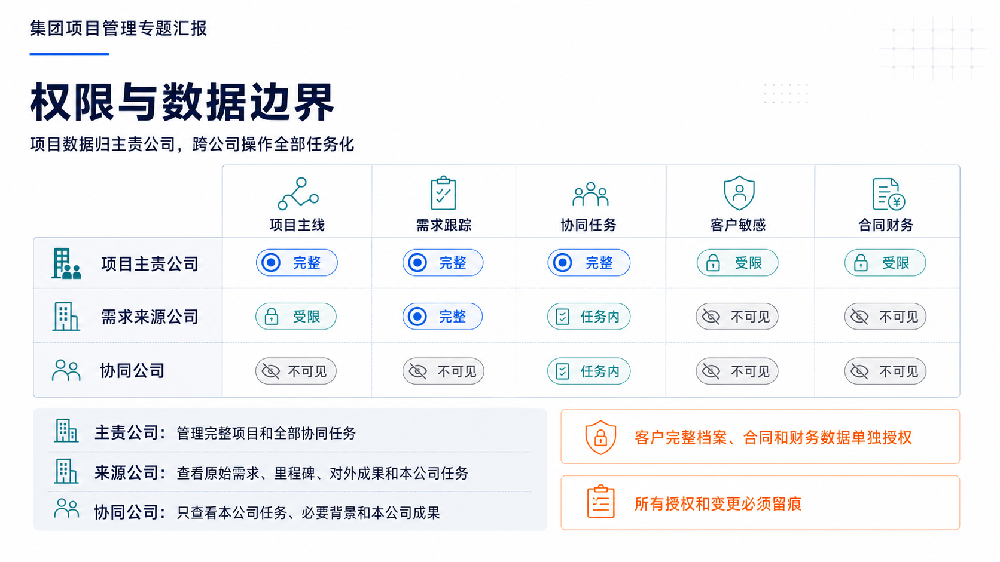 集团项目管理专题汇报
权限与数据边界
项目数据归主责公司，跨公司操作全部任务化
项目主线 需求跟踪 协同任务 客户敏感 合同财务
项目主责公司 完整 完整 完整 受限 受限
需求来源公司 受限 完整 任务内 不可见 不可见
协同公司 不可见 不可见 任务内 不可见 不可见
主责公司：管理完整项目和全部协同任务
来源公司：查看原始需求、里程碑、对外成果和本公司任务
协同公司：只查看本公司任务、必要背景和本公司成果
客户完整档案、合同和财务数据单独授权
所有授权和变更必须留痕